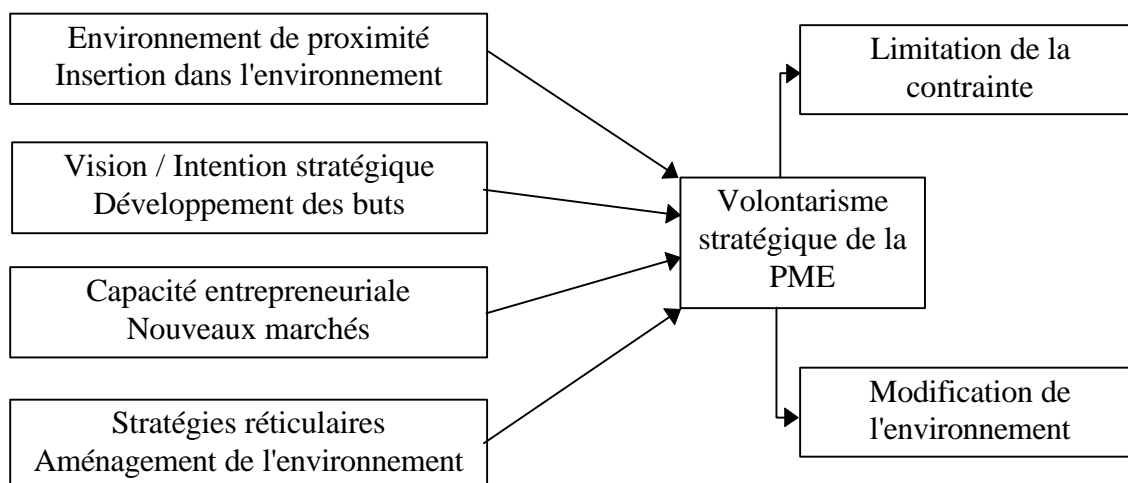 Environnement de proximité
Insertion dans l'environnement
Vision / Intention stratégique
Développement des buts
Capacité entrepreneuriale
Nouveaux marchés
Stratégies réticulaires
Aménagement de l'environnement
Volontarisme
stratégique de la
PME
Limitation de la
contrainte
Modification de
l'environnement